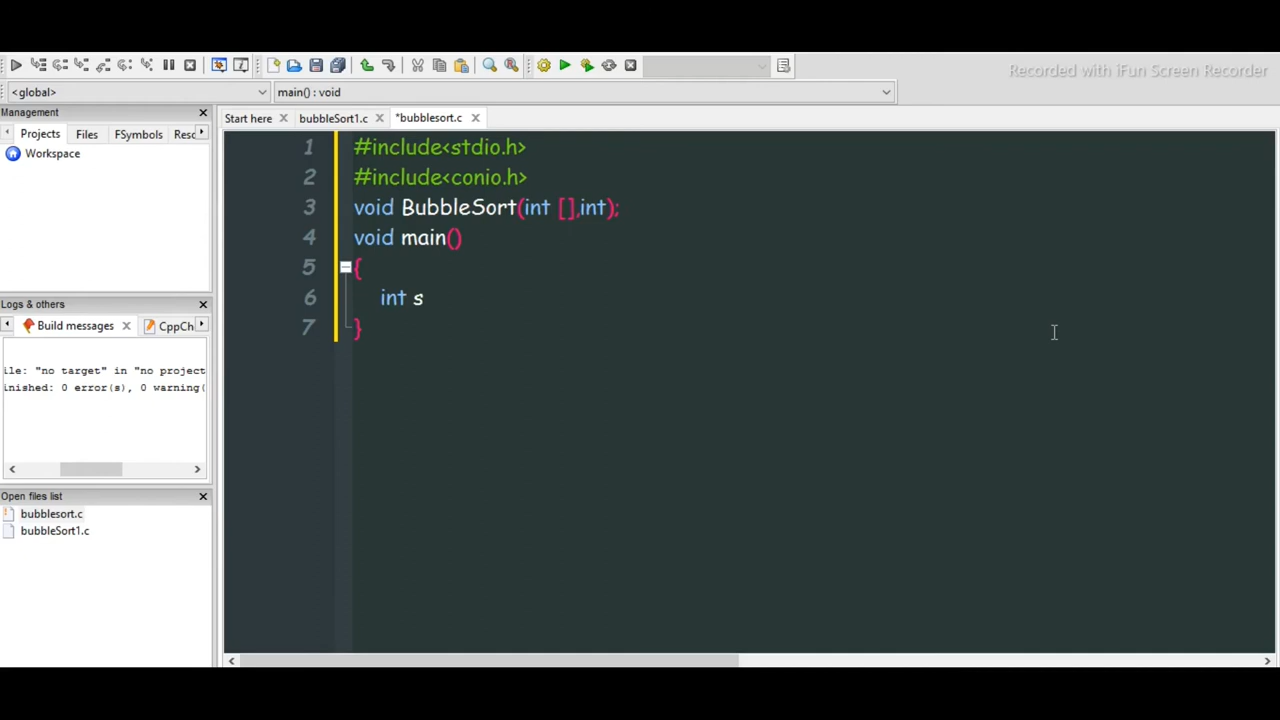 Recorded with iFun Screen Recorder
<global>
main() : void
Management
Projects Files FSymbols Resc
Workspace
Start here bubbleSort1.c *bubblesort.c
1 #include<stdio.h>
2 #include<conio.h>
3 void BubbleSort(int [],int);
4 void main()
5 {
6 int s
7 }
Logs & others
Build messages CppCh
ile: "no target" in "no project
inished: 0 error(s), 0 warning(
Open files list
bubblesort.c
bubbleSort1.c